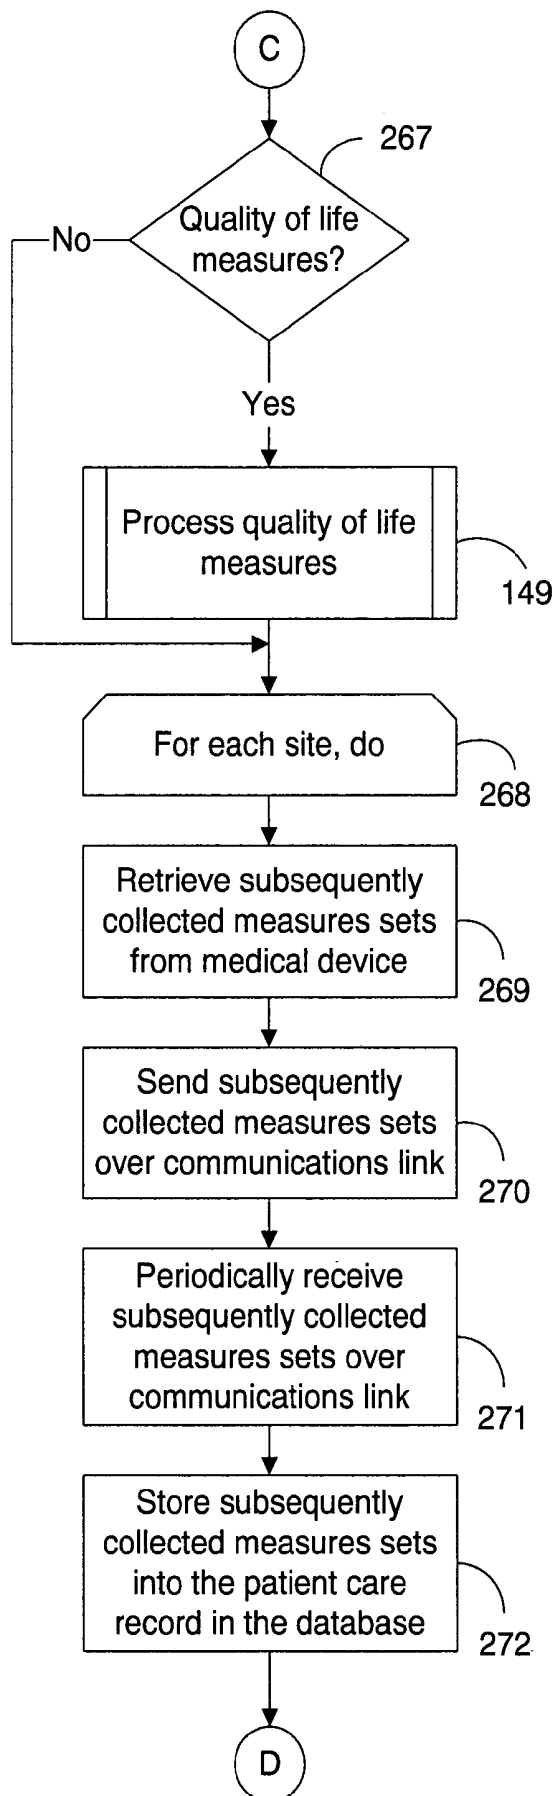 C
267
Quality of life
measures?
No
Yes
Process quality of life
measures
149
For each site, do
268
Retrieve subsequently
collected measures sets
from medical device
269
Send subsequently
collected measures sets
over communications link
270
Periodically receive
subsequently collected
measures sets over
communications link
271
Store subsequently
collected measures sets
into the patient care
record in the database
272
D